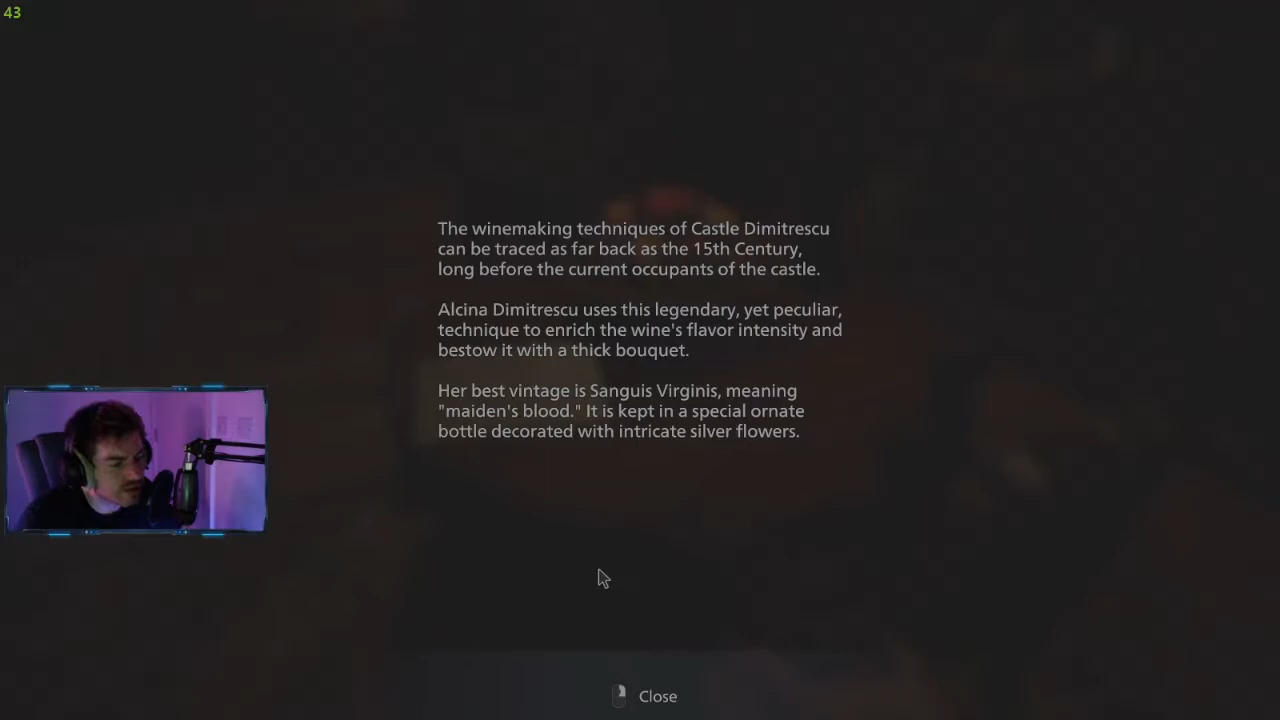 43
The winemaking techniques of Castle Dimitrescu
can be traced as far back as the 15th Century,
long before the current occupants of the castle.
Alcina Dimitrescu uses this legendary, yet peculiar,
technique to enrich the wine's flavor intensity and
bestow it with a thick bouquet.
Her best vintage is Sanguis Virginis, meaning
"maiden's blood." It is kept in a special ornate
bottle decorated with intricate silver flowers.
Close